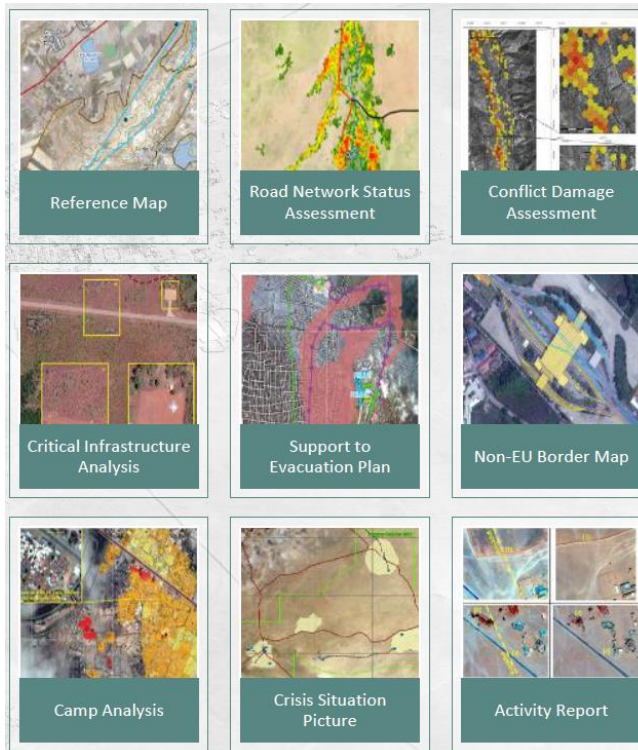 Reference Map
Road Network Status
Assessment
Conflict Damage
Assessment
Critical Infrastructure
Analysis
Support to
Evacuation Plan
Non-EU Border Map
Camp Analysis
Crisis Situation
Picture
Activity Report